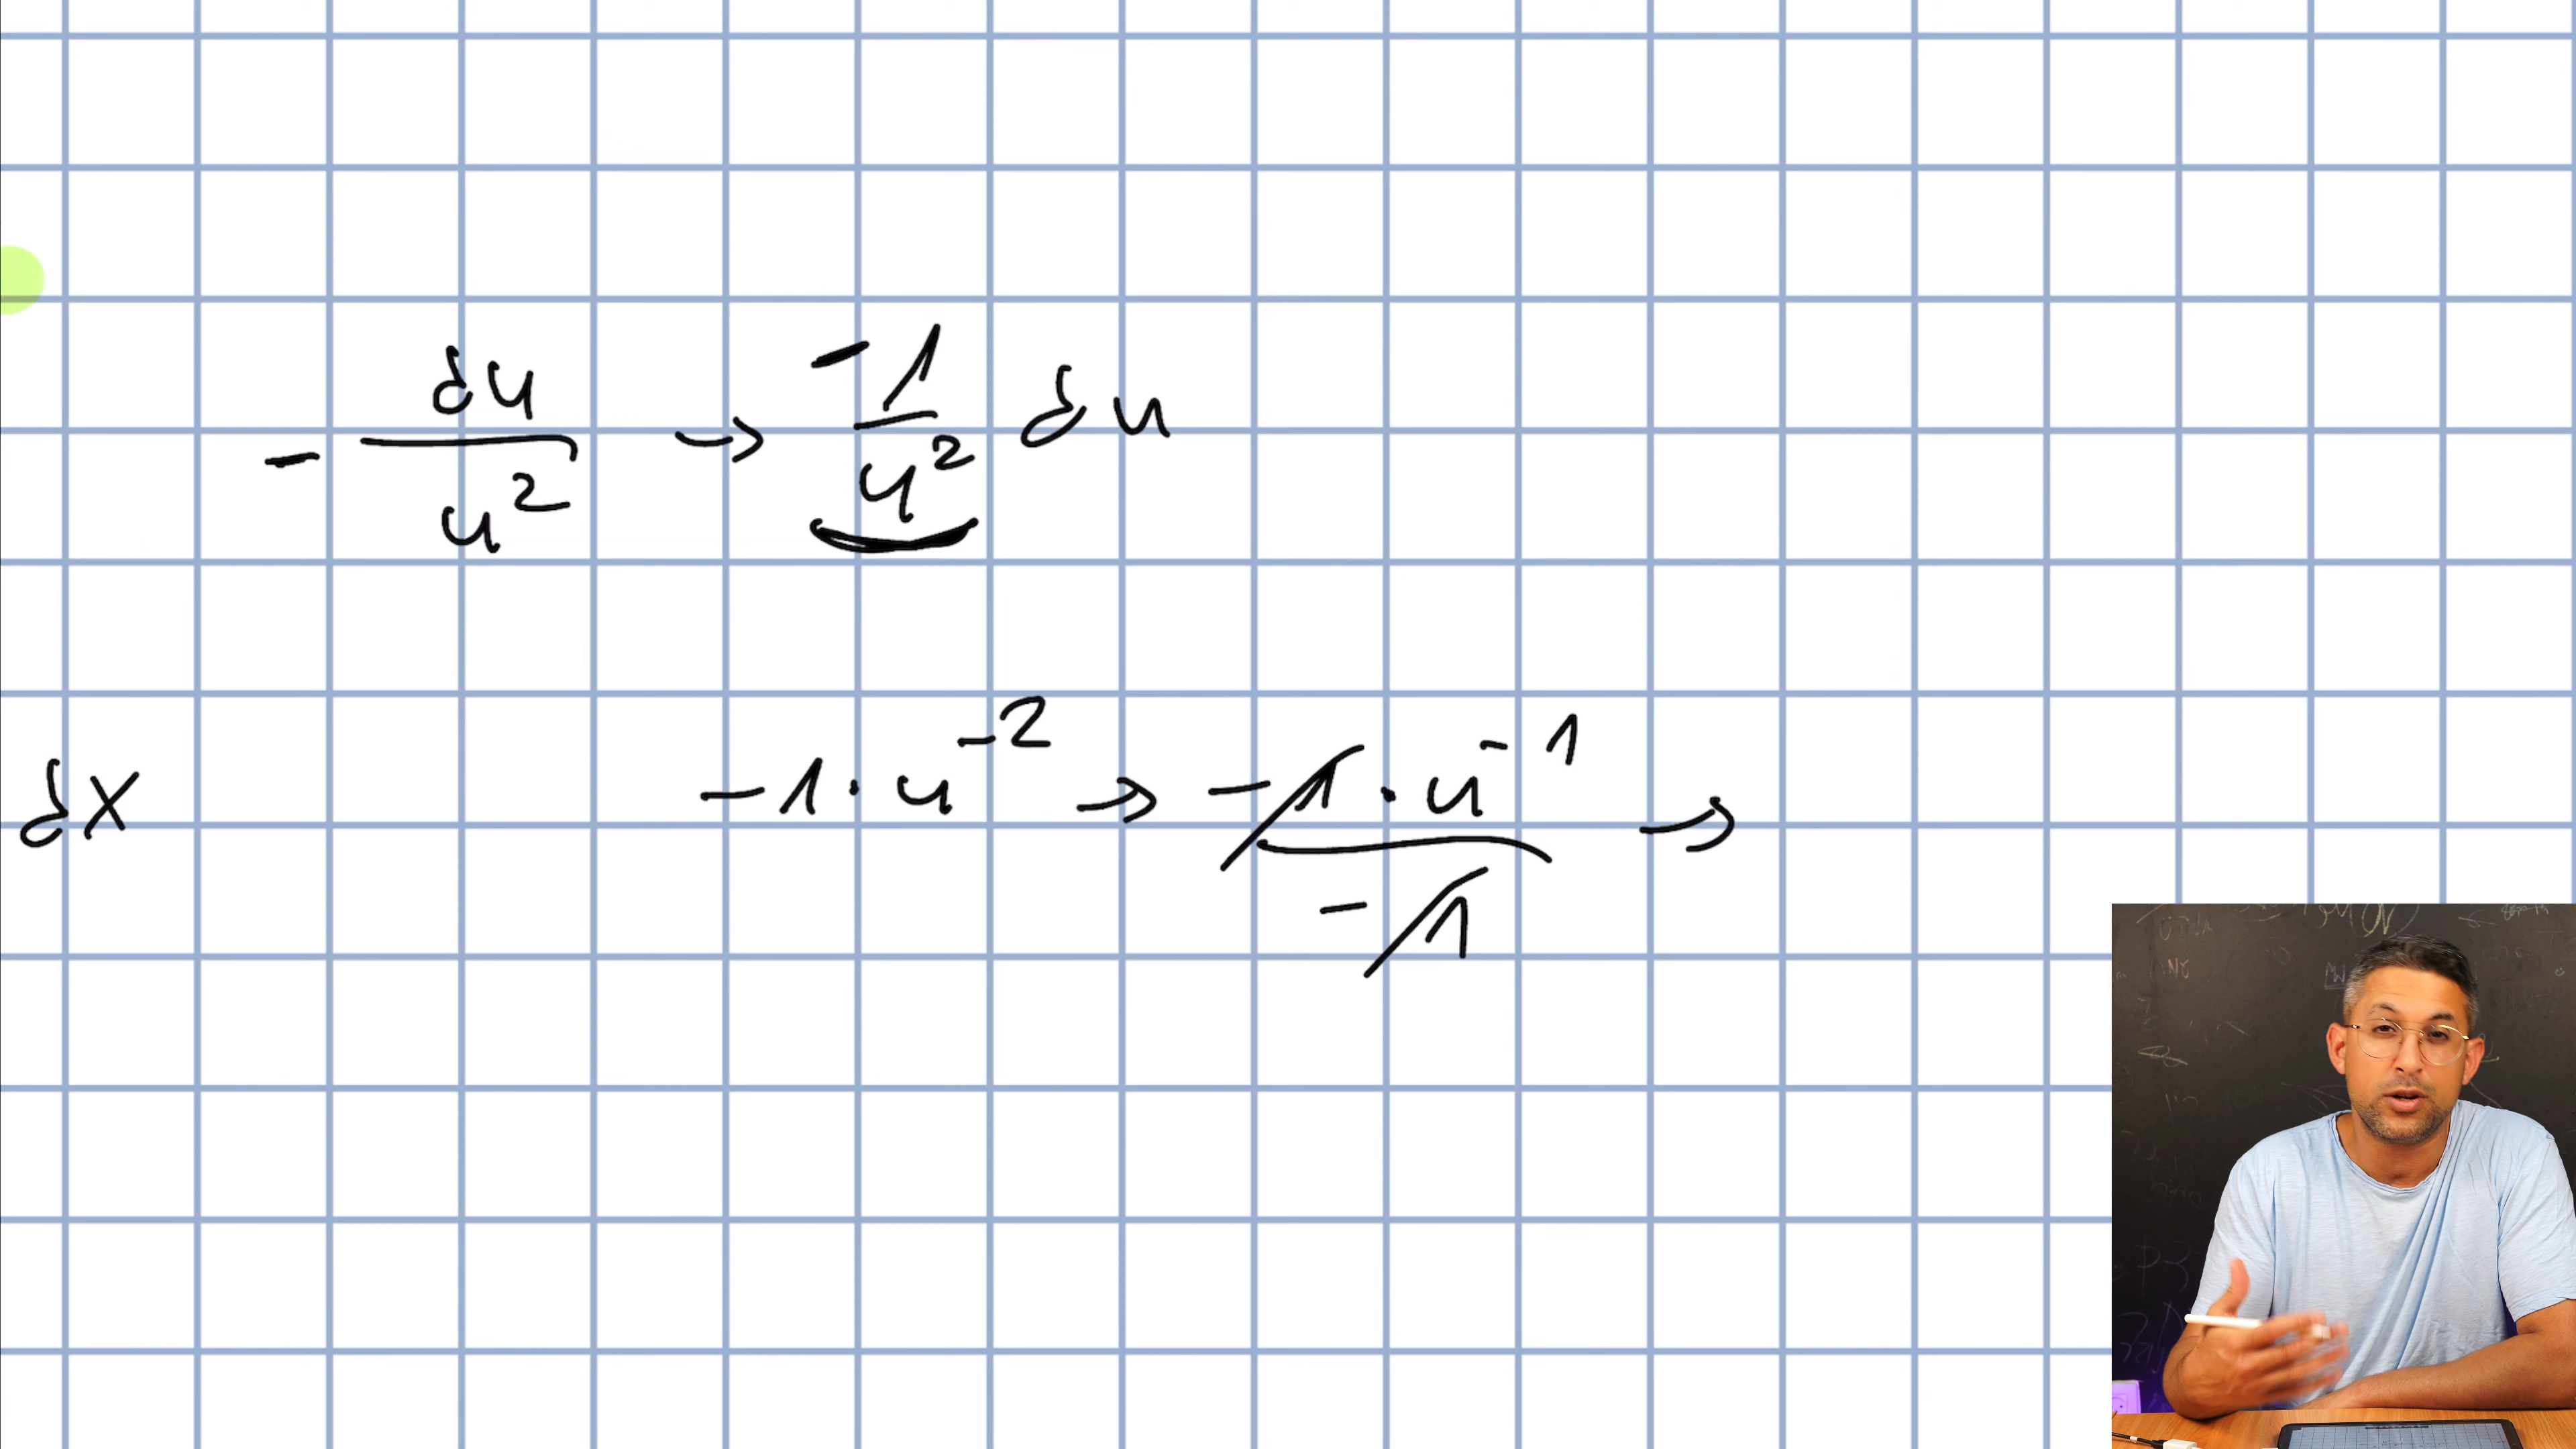 - du/u² → -1/u² du
dx -1·u⁻² → -1·u⁻¹/-1 →